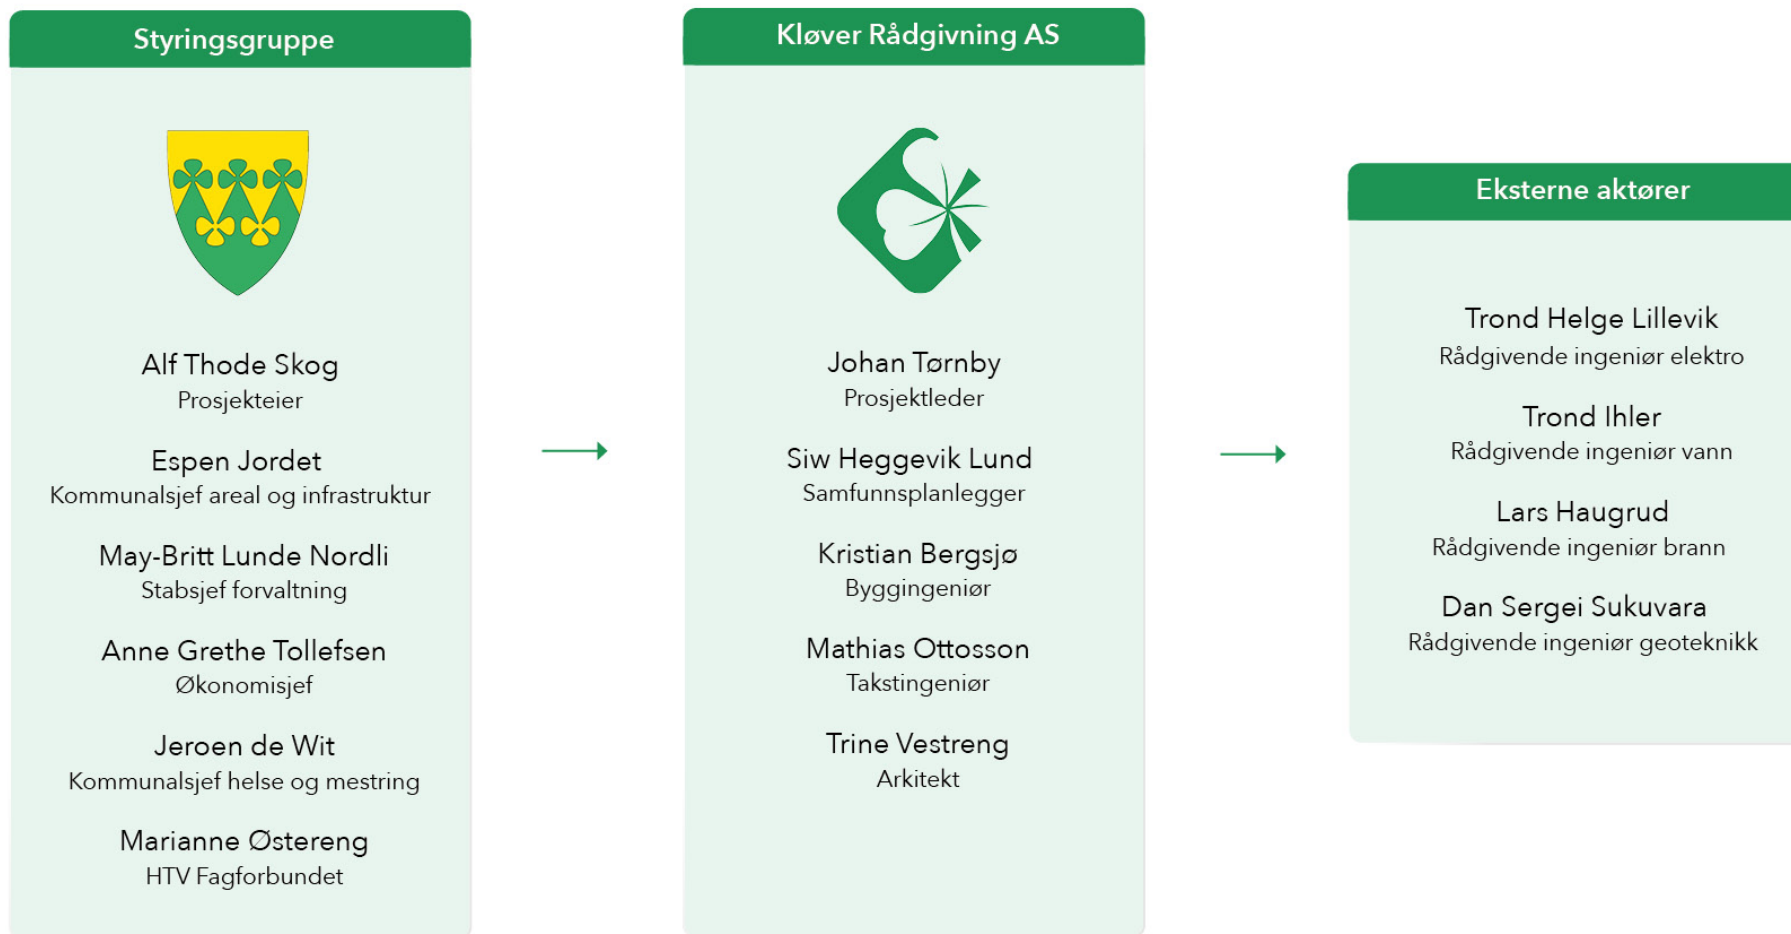 Styringsgruppe
Alf Thode Skog
Prosjekteier
Espen Jordet
Kommunalsjef areal og infrastruktur
May-Britt Lunde Nordli
Stabsjef forvaltning
Anne Grethe Tollefsen
Økonomisjef
Jeroen de Wit
Kommunalsjef helse og mestring
Marianne Østereng
HTV Fagforbundet
Kløver Rådgivning AS
Johan Tørnby
Prosjektleder
Siw Heggevik Lund
Samfunnsplanlegger
Kristian Bergsjø
Byggingeniør
Mathias Ottosson
Takstingeniør
Trine Vestreng
Arkitekt
Eksterne aktører
Trond Helge Lillevik
Rådgivende ingeniør elektro
Trond Ihler
Rådgivende ingeniør vann
Lars Haugrud
Rådgivende ingeniør brann
Dan Sergei Sukuvara
Rådgivende ingeniør geoteknikk